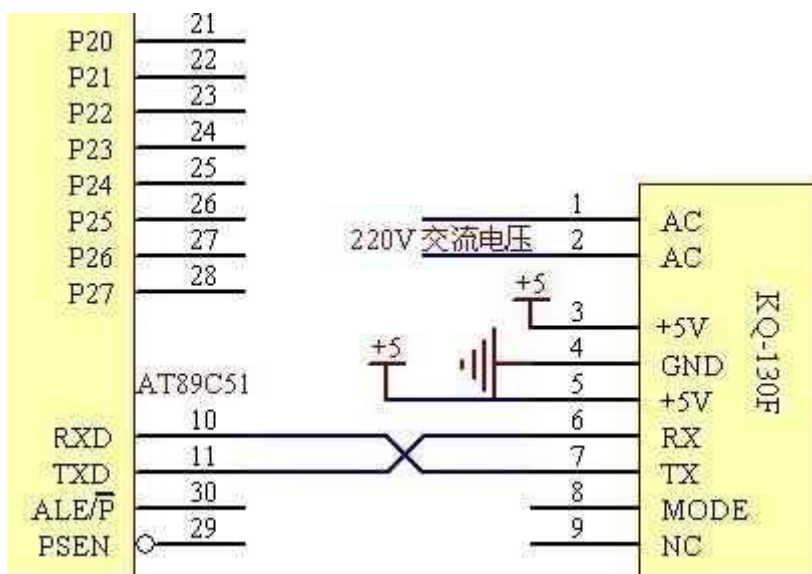 21
P20
22
P21
23
P22
24
P23
25
P24
26
P25
27
P26
28
P27
AT89C51
10
RXD
11
TXD
30
ALE/P̅
29
PSEN
220V 交流电压
+5
+5
1
AC
2
AC
3
+5V
4
GND
5
+5V
6
RX
7
TX
8
MODE
9
NC
KQ-130F